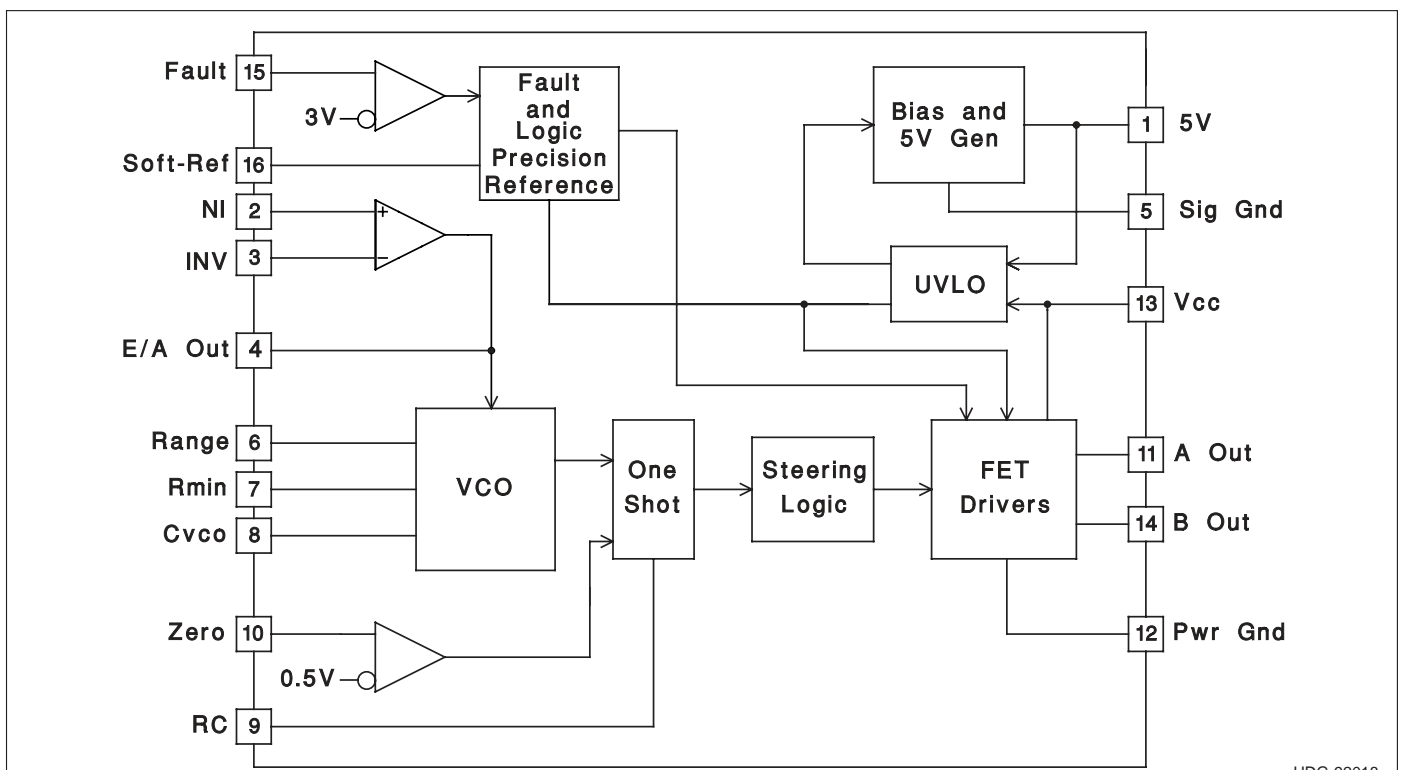 Fault 15
3V
Soft-Ref 16
NI 2
INV 3
E/A Out 4
Range 6
Rmin 7
Cvco 8
Zero 10
0.5V
RC 9
Fault
and
Logic
Precision
Reference
Bias and
5V Gen
UVLO
VCO
One
Shot
Steering
Logic
FET
Drivers
1 5V
5 Sig Gnd
13 Vcc
11 A Out
14 B Out
12 Pwr Gnd